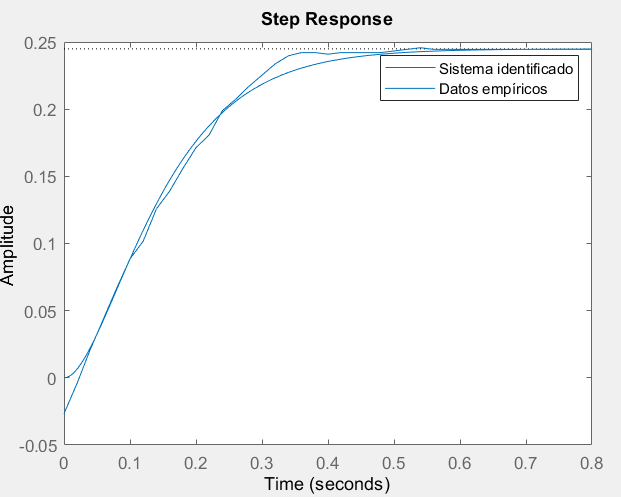 Step Response
0.25
0.2
0.15
0.1
0.05
0
-0.05
Amplitude
Sistema identificado
Datos empíricos
0 0.1 0.2 0.3 0.4 0.5 0.6 0.7 0.8
Time (seconds)